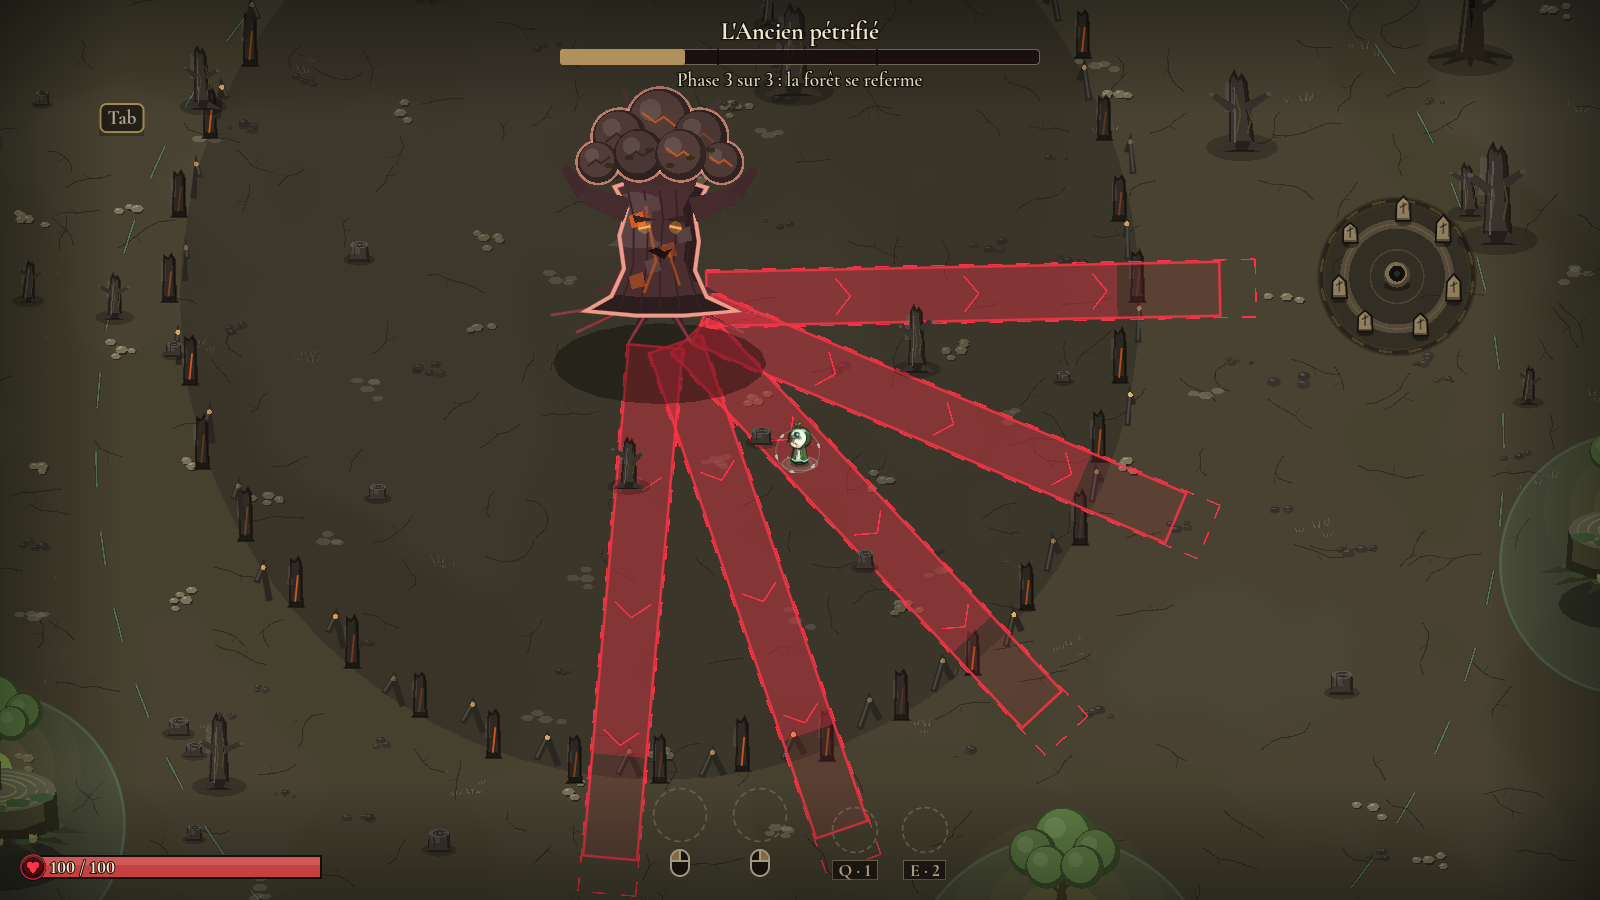 L'Ancien pétrifié
Phase 3 sur 3 : la forêt se referme
Tab
100 / 100
Q · 1
E · 2